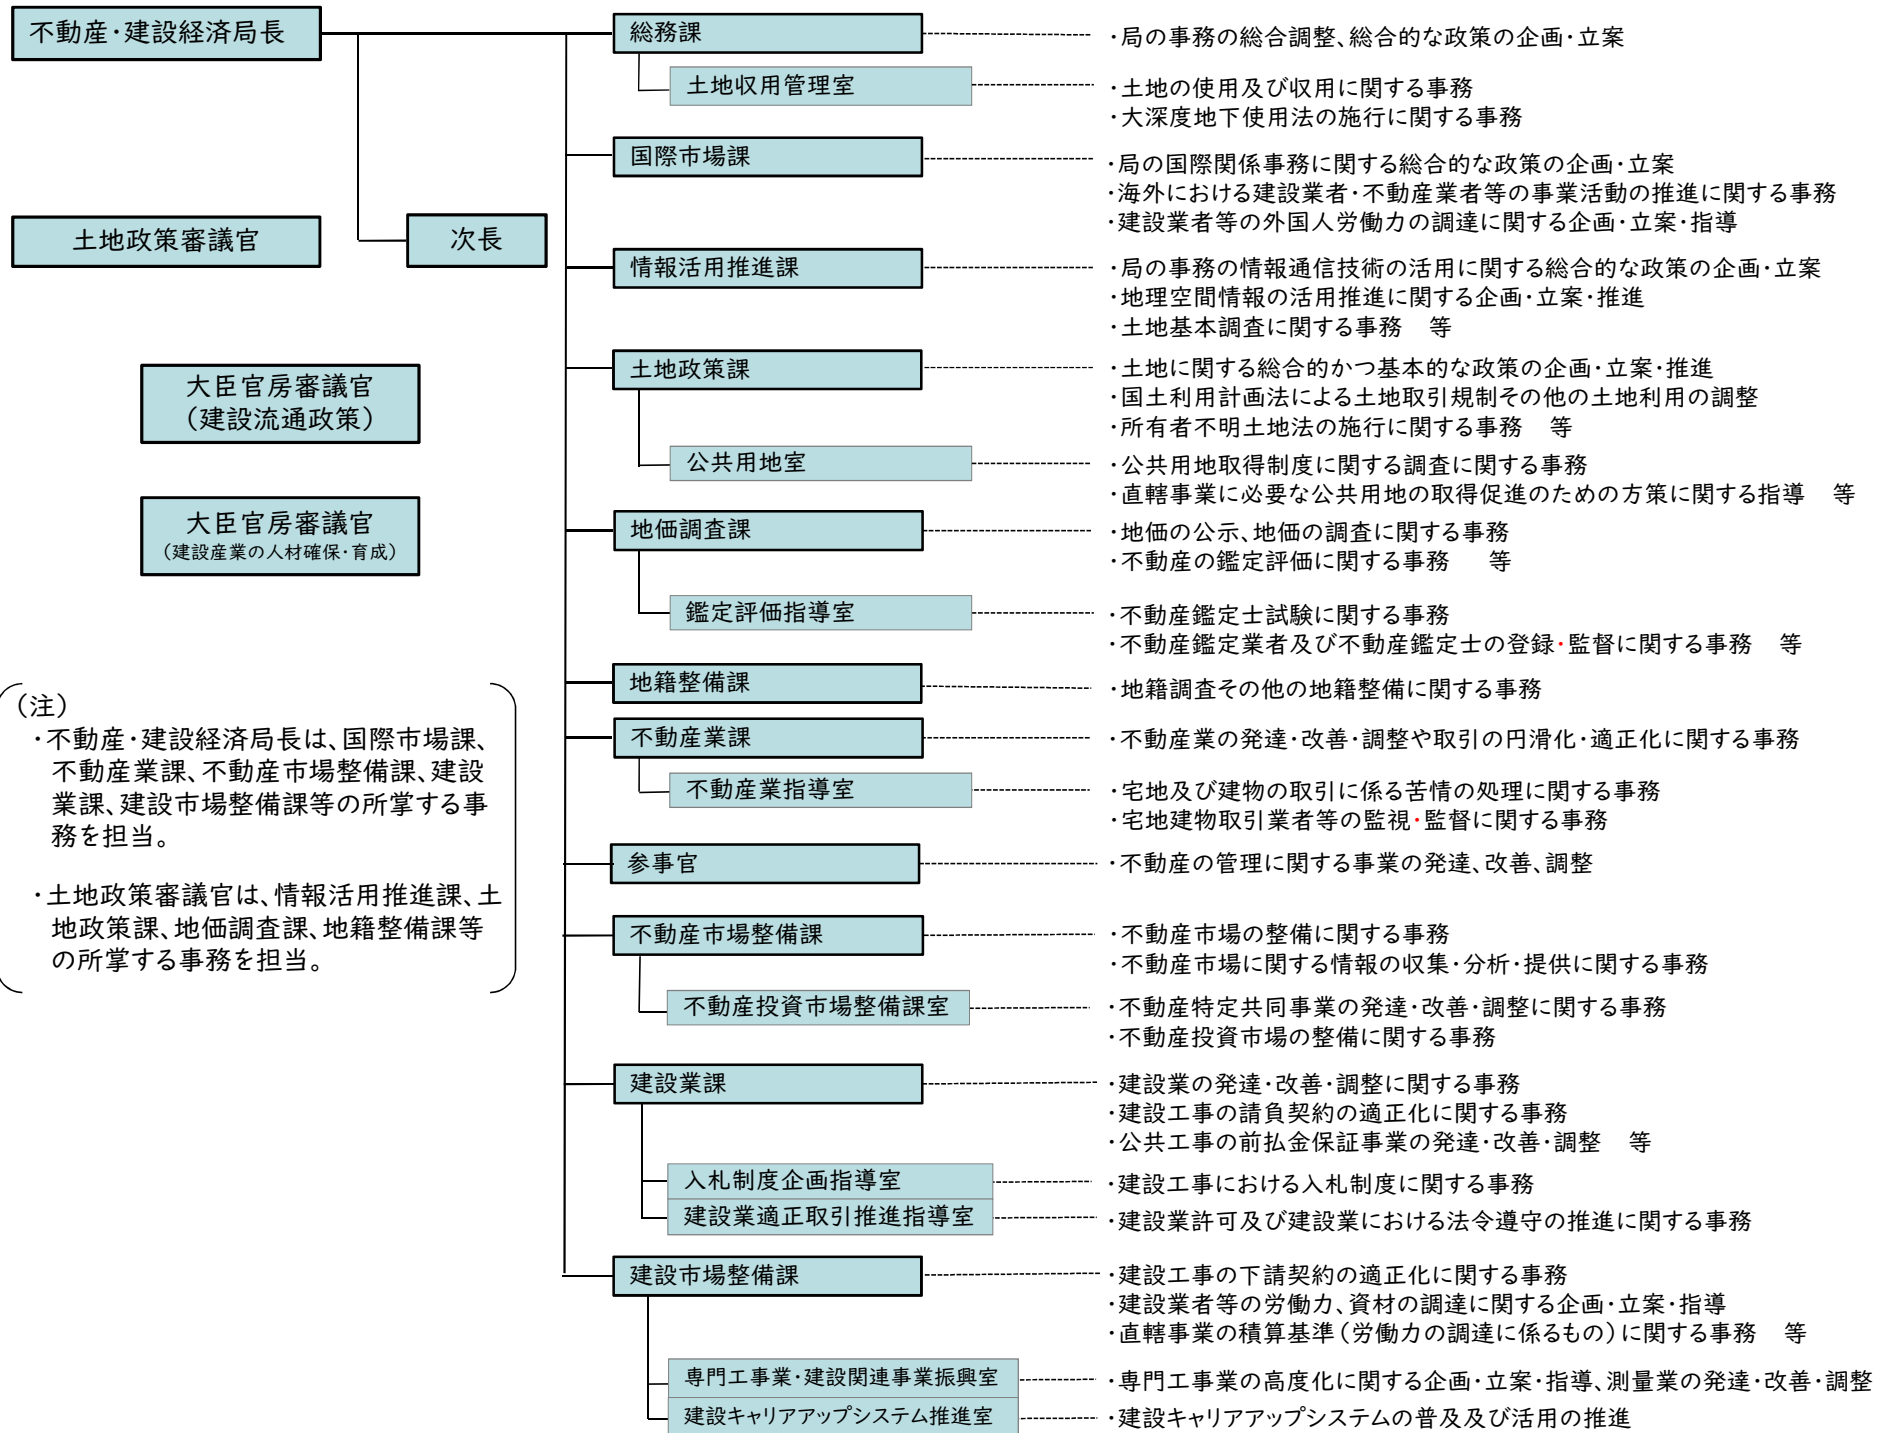 不動産・建設経済局長
土地政策審議官
次長
大臣官房審議官
（建設流通政策）
大臣官房審議官
（建設産業の人材確保・育成）
（注）
・不動産・建設経済局長は、国際市場課、
不動産業課、不動産市場整備課、建設
業課、建設市場整備課等の所掌する事
務を担当。
・土地政策審議官は、情報活用推進課、土
地政策課、地価調査課、地籍整備課等
の所掌する事務を担当。
総務課
・局の事務の総合調整、総合的な政策の企画・立案
土地収用管理室
・土地の使用及び収用に関する事務
・大深度地下使用法の施行に関する事務
国際市場課
・局の国際関係事務に関する総合的な政策の企画・立案
・海外における建設業者・不動産業者等の事業活動の推進に関する事務
・建設業者等の外国人労働力の調達に関する企画・立案・指導
情報活用推進課
・局の事務の情報通信技術の活用に関する総合的な政策の企画・立案
・地理空間情報の活用推進に関する企画・立案・推進
・土地基本調査に関する事務　等
土地政策課
・土地に関する総合的かつ基本的な政策の企画・立案・推進
・国土利用計画法による土地取引規制その他の土地利用の調整
・所有者不明土地法の施行に関する事務　等
公共用地室
・公共用地取得制度に関する調査に関する事務
・直轄事業に必要な公共用地の取得促進のための方策に関する指導　等
地価調査課
・地価の公示、地価の調査に関する事務
・不動産の鑑定評価に関する事務　等
鑑定評価指導室
・不動産鑑定士試験に関する事務
・不動産鑑定業者及び不動産鑑定士の登録・監督に関する事務　等
地籍整備課
・地籍調査その他の地籍整備に関する事務
不動産業課
・不動産業の発達・改善・調整や取引の円滑化・適正化に関する事務
不動産業指導室
・宅地及び建物の取引に係る苦情の処理に関する事務
・宅地建物取引業者等の監視・監督に関する事務
参事官
・不動産の管理に関する事業の発達、改善、調整
不動産市場整備課
・不動産市場の整備に関する事務
・不動産市場に関する情報の収集・分析・提供に関する事務
不動産投資市場整備課室
・不動産特定共同事業の発達・改善・調整に関する事務
・不動産投資市場の整備に関する事務
建設業課
・建設業の発達・改善・調整に関する事務
・建設工事の請負契約の適正化に関する事務
・公共工事の前払金保証事業の発達・改善・調整　等
入札制度企画指導室
・建設工事における入札制度に関する事務
建設業適正取引推進指導室
・建設業許可及び建設業における法令遵守の推進に関する事務
建設市場整備課
・建設工事の下請契約の適正化に関する事務
・建設業者等の労働力、資材の調達に関する企画・立案・指導
・直轄事業の積算基準（労働力の調達に係るもの）に関する事務　等
専門工事業・建設関連事業振興室
・専門工事業の高度化に関する企画・立案・指導、測量業の発達・改善・調整
建設キャリアアップシステム推進室
・建設キャリアアップシステムの普及及び活用の推進